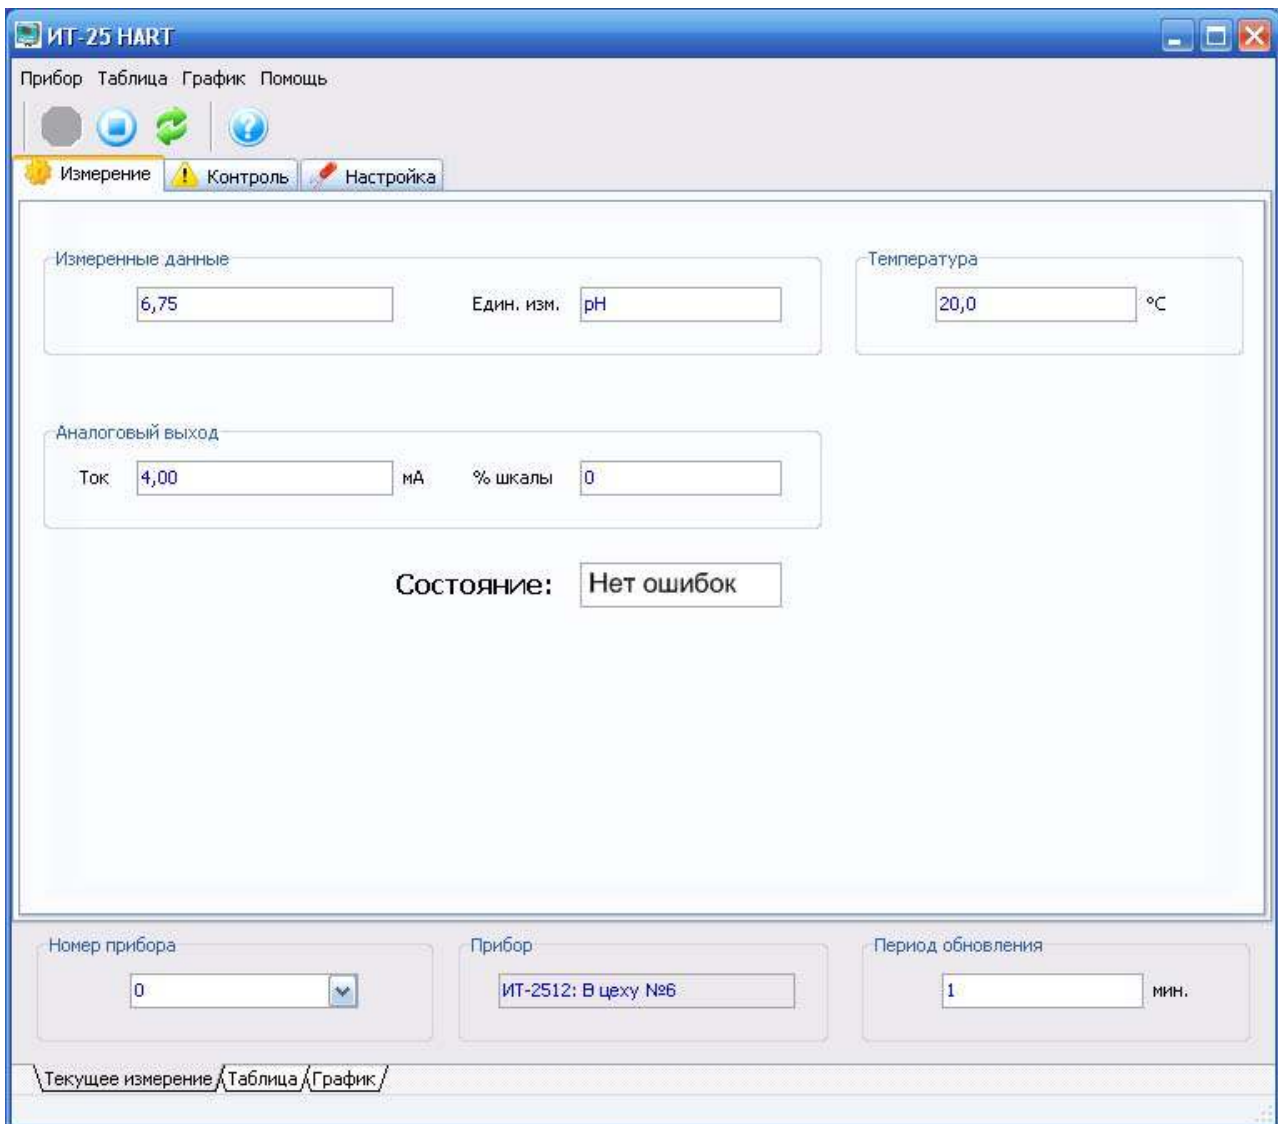 ИТ-25 HART
Прибор Таблица График Помощь
Измерение Контроль Настройка
Измеренные данные Температура
6,75 Един. изм. pH 20,0 °C
Аналоговый выход
Ток 4,00 мА % шкалы 0
Состояние: Нет ошибок
Номер прибора Прибор Период обновления
0 ИТ-2512: В цеху №6 1 мин.
Текущее измерение Таблица График